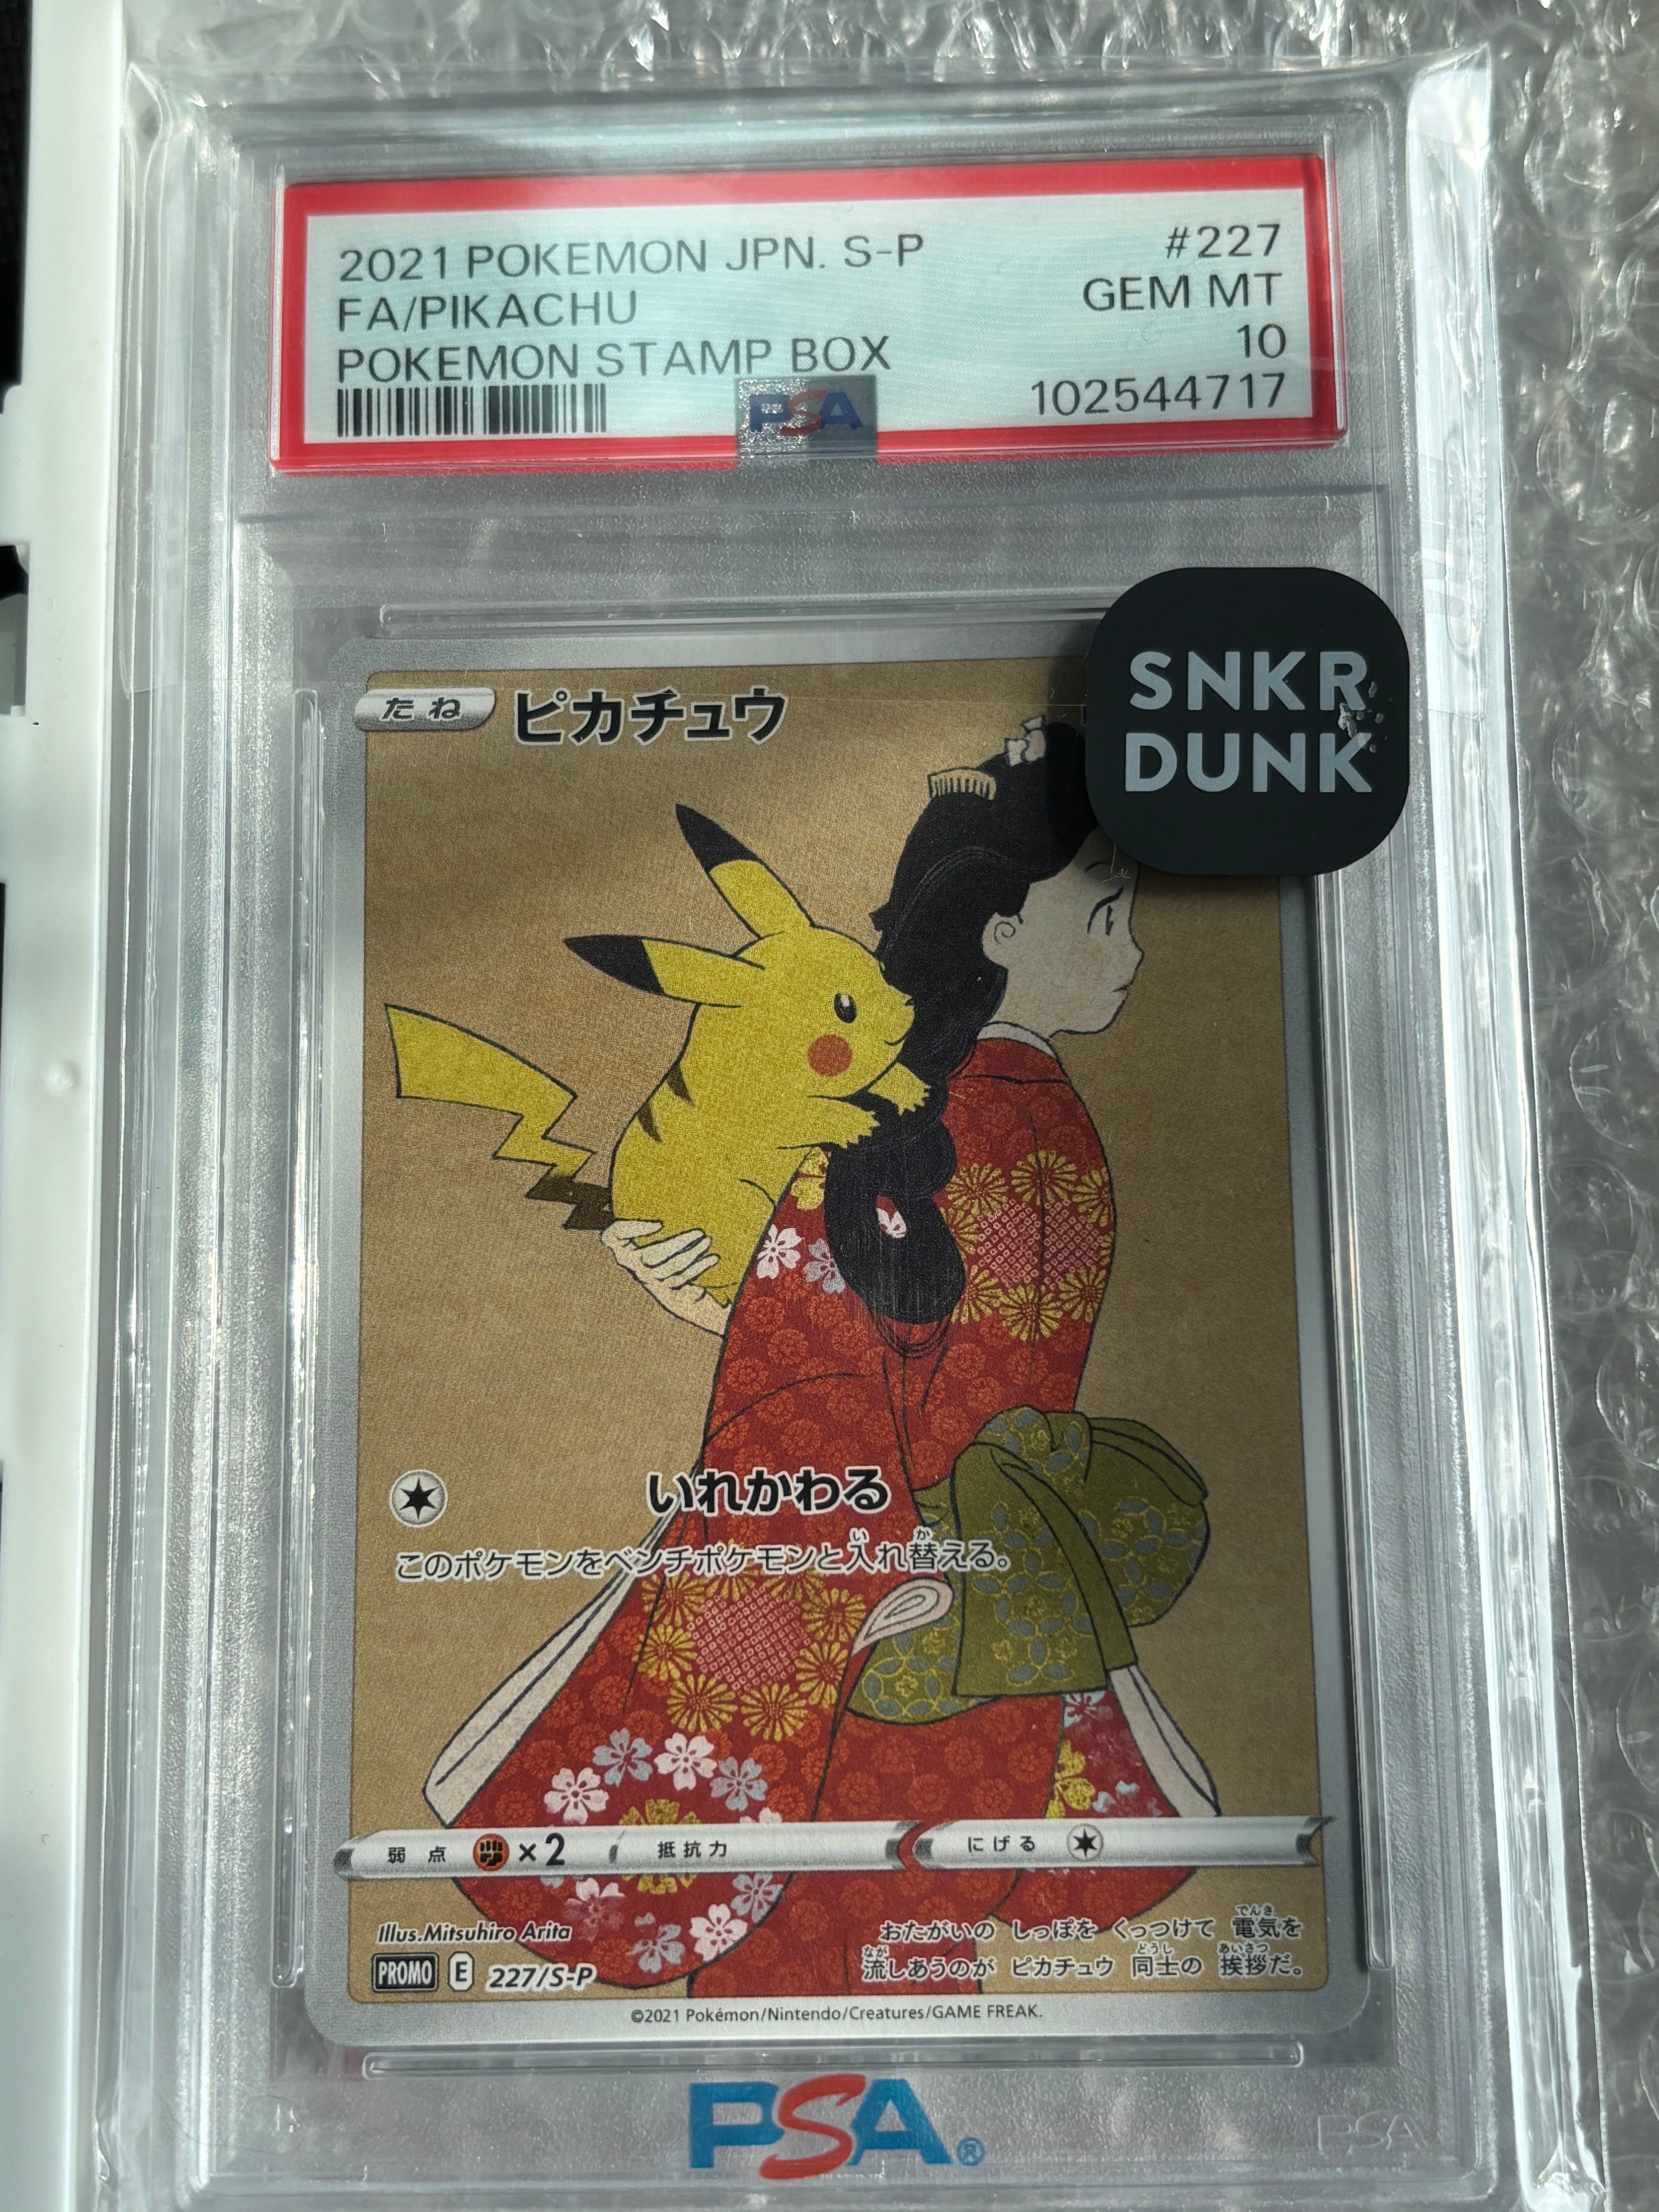 2021 POKEMON JPN. S-P #227
FA/PIKACHU GEM MT
POKEMON STAMP BOX 10
PSA 102544717
SNKR
DUNK
たね ピカチュウ
いれかわる
このポケモンをベンチポケモンと入れ替える。
弱点 ×2 抵抗力 にげる
Illus. Mitsuhiro Arita
PROMO E 227/S-P
おたがいの しっぽを くっつけて 電気を
流しあうのが ピカチュウ 同士の 挨拶だ。
©2021 Pokémon/Nintendo/Creatures/GAME FREAK.
PSA®
PSA